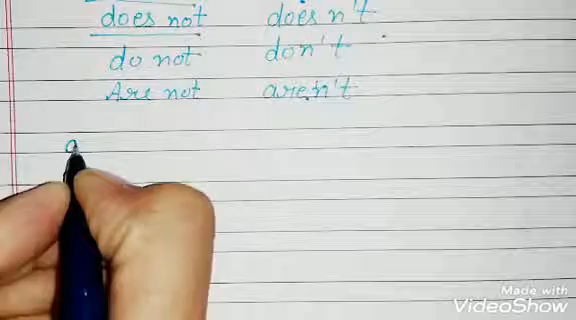 does not does n't
do not don't
Are not aren't
a
Made with
VideoShow